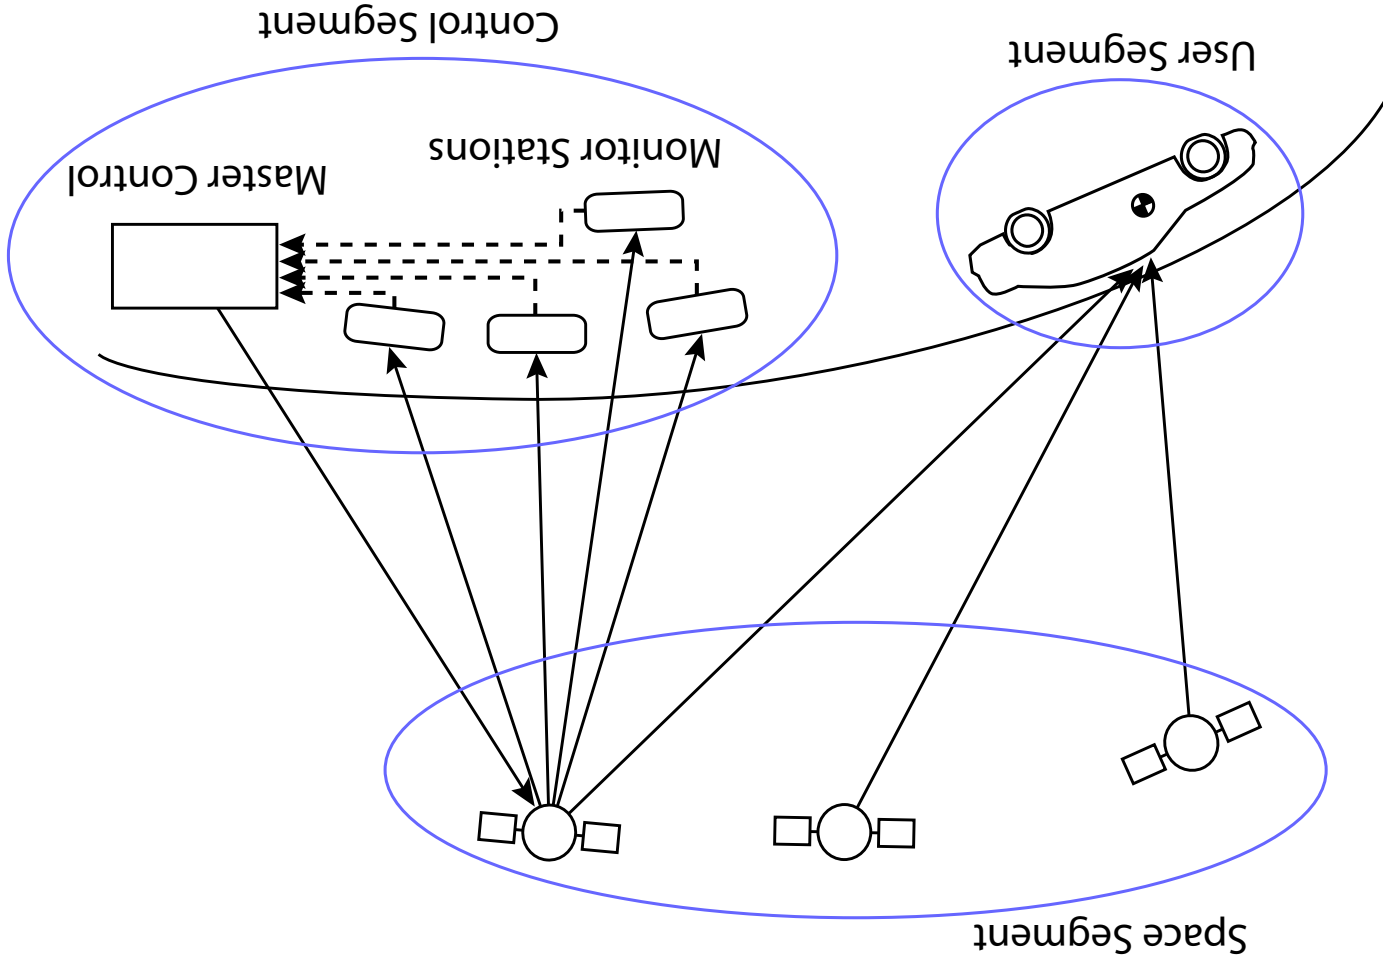 Space Segment
User Segment
Control Segment
Monitor Stations
Master Control